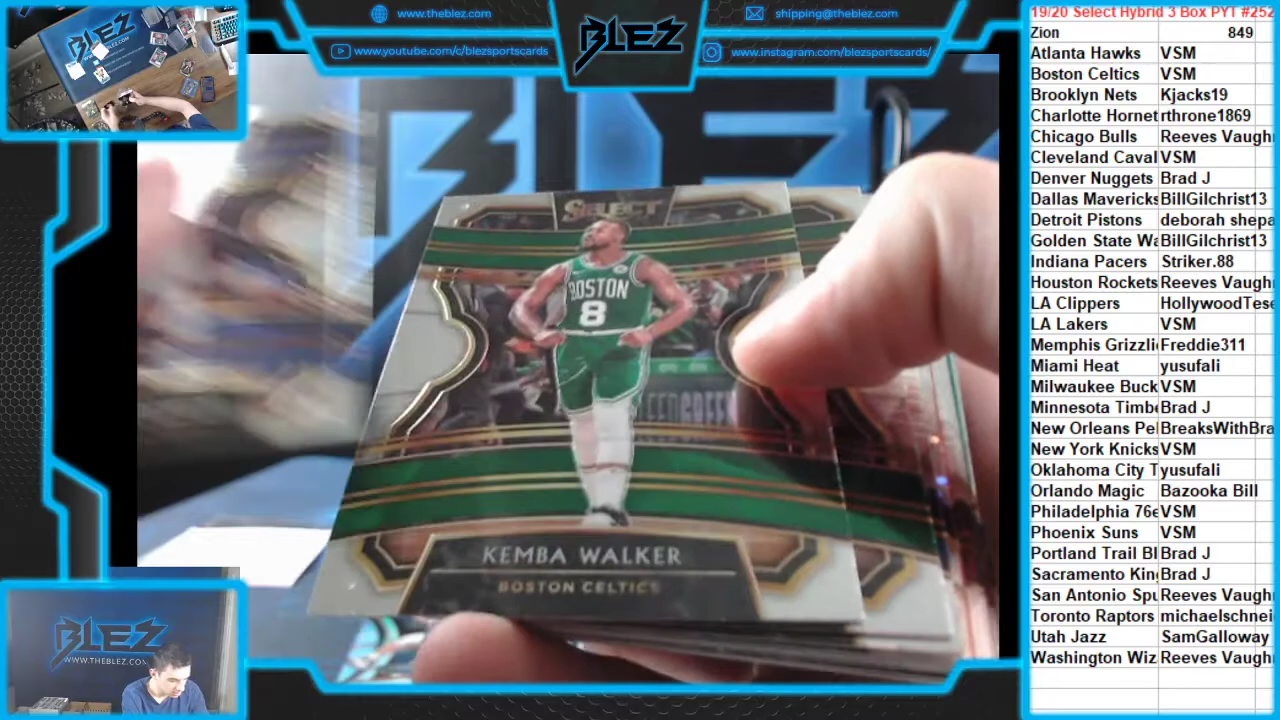 www.theblez.com
shipping@theblez.com
www.youtube.com/c/blezsportscards
www.instagram.com/blezsportscards/
BLEZ
19/20 Select Hybrid 3 Box PYT #252
Zion 849
Atlanta Hawks VSM
Boston Celtics VSM
Brooklyn Nets Kjacks19
Charlotte Hornet rthrone1869
Chicago Bulls Reeves Vaugh
Cleveland Caval VSM
Denver Nuggets Brad J
Dallas Mavericks BillGilchrist13
Detroit Pistons deborah shepa
Golden State Wa BillGilchrist13
Indiana Pacers Striker.88
Houston Rockets Reeves Vaugh
LA Clippers HollywoodTese
LA Lakers VSM
Memphis Grizzli Freddie311
Miami Heat yusufali
Milwaukee Buck VSM
Minnesota Timb Brad J
New Orleans Pel BreaksWithBra
New York Knicks VSM
Oklahoma City T yusufali
Orlando Magic Bazooka Bill
Philadelphia 76e VSM
Phoenix Suns VSM
Portland Trail Bl Brad J
Sacramento Kin Brad J
San Antonio Spu Reeves Vaugh
Toronto Raptors michaelschnei
Utah Jazz SamGalloway
Washington Wiz Reeves Vaugh
BLEZ
SELECT
BOSTON
8
KEMBA WALKER
BOSTON CELTICS
BLEZ
WWW.THEBLEZ.COM